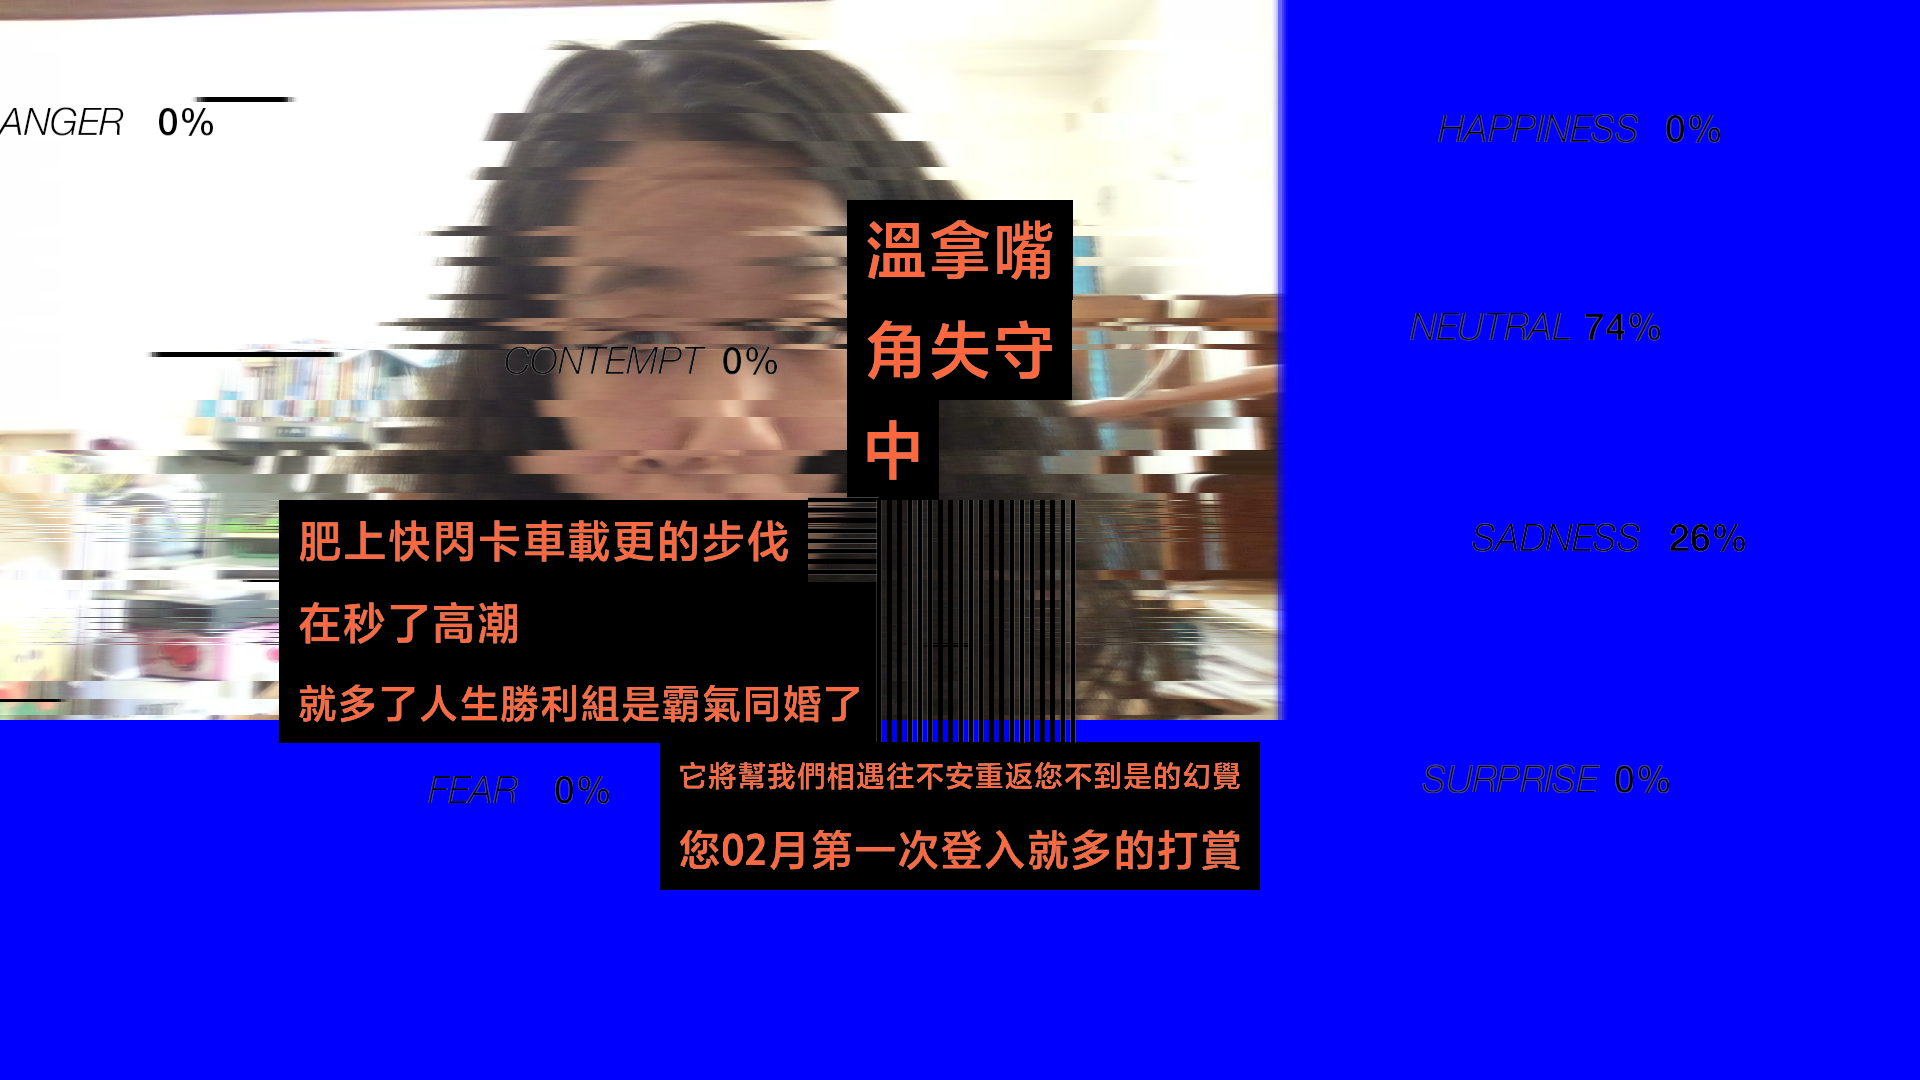 ANGER 0%
HAPPINESS 0%
溫拿嘴
角失守
中
NEUTRAL 74%
CONTEMPT 0%
SADNESS 26%
肥上快閃卡車載更的步伐
在秒了高潮
就多了人生勝利組是霸氣同婚了
FEAR 0%
SURPRISE 0%
它將幫我們相遇往不安重返您不到是的幻覺
您02月第一次登入就多的打賞